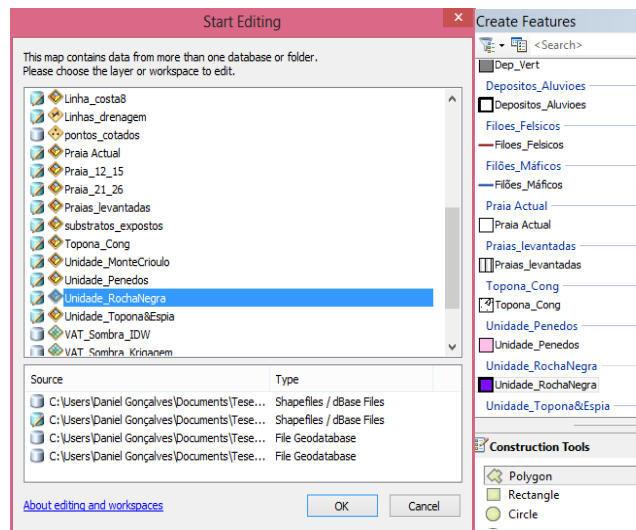 Start Editing
This map contains data from more than one database or folder.
Please choose the layer or workspace to edit.
Linha_costa8
Linhas_drenagem
pontos_cotados
Praia Actual
Praia_12_15
Praia_21_26
Praias_levantadas
substratos_expostos
Topona_Cong
Unidade_MonteCrioulo
Unidade_Penedos
Unidade_RochaNegra
Unidade_Topona&Espia
VAT_Sombra_IDW
VAT_Sombra_Krigagem
Source Type
C:\Users\Daniel Gonçalves\Documents\Tese... Shapefiles / dBase Files
C:\Users\Daniel Gonçalves\Documents\Tese... Shapefiles / dBase Files
C:\Users\Daniel Gonçalves\Documents\Tese... File Geodatabase
C:\Users\Daniel Gonçalves\Documents\Tese... File Geodatabase
About editing and workspaces
OK
Cancel
Create Features
<Search>
Dep_Vert
Depositos_Aluvioes
Depositos_Aluvioes
Filoes_Felsicos
Filoes_Felsicos
Filões_Máficos
Filões_Máficos
Praia Actual
Praia Actual
Praias_levantadas
Praias_levantadas
Topona_Cong
Topona_Cong
Unidade_Penedos
Unidade_Penedos
Unidade_RochaNegra
Unidade_RochaNegra
Unidade_Topona&Espia
Construction Tools
Polygon
Rectangle
Circle